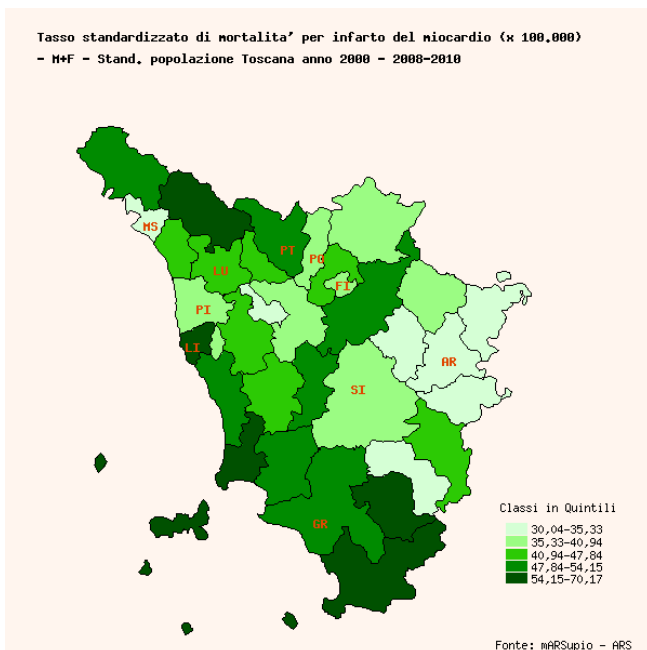 Tasso standardizzato di mortalita' per infarto del miocardio (x 100.000)
- M+F - Stand. popolazione Toscana anno 2000 - 2008-2010
MS
PT
PO
LU
FI
PI
LI
AR
SI
GR
Classi in Quintili
30,04-35,33
35,33-40,94
40,94-47,84
47,84-54,15
54,15-70,17
Fonte: mARSupio - ARS